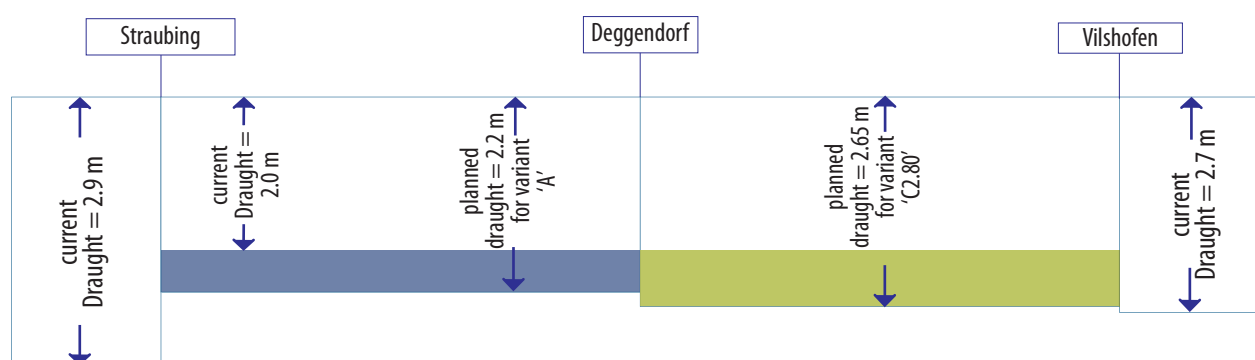 Straubing
Deggendorf
Vilshofen
current
Draught = 2.9 m
current
Draught =
2.0 m
planned
draught = 2.2 m
for variant
‘A’
planned
draught = 2.65 m
for variant
‘C2.80’
current
Draught = 2.7 m